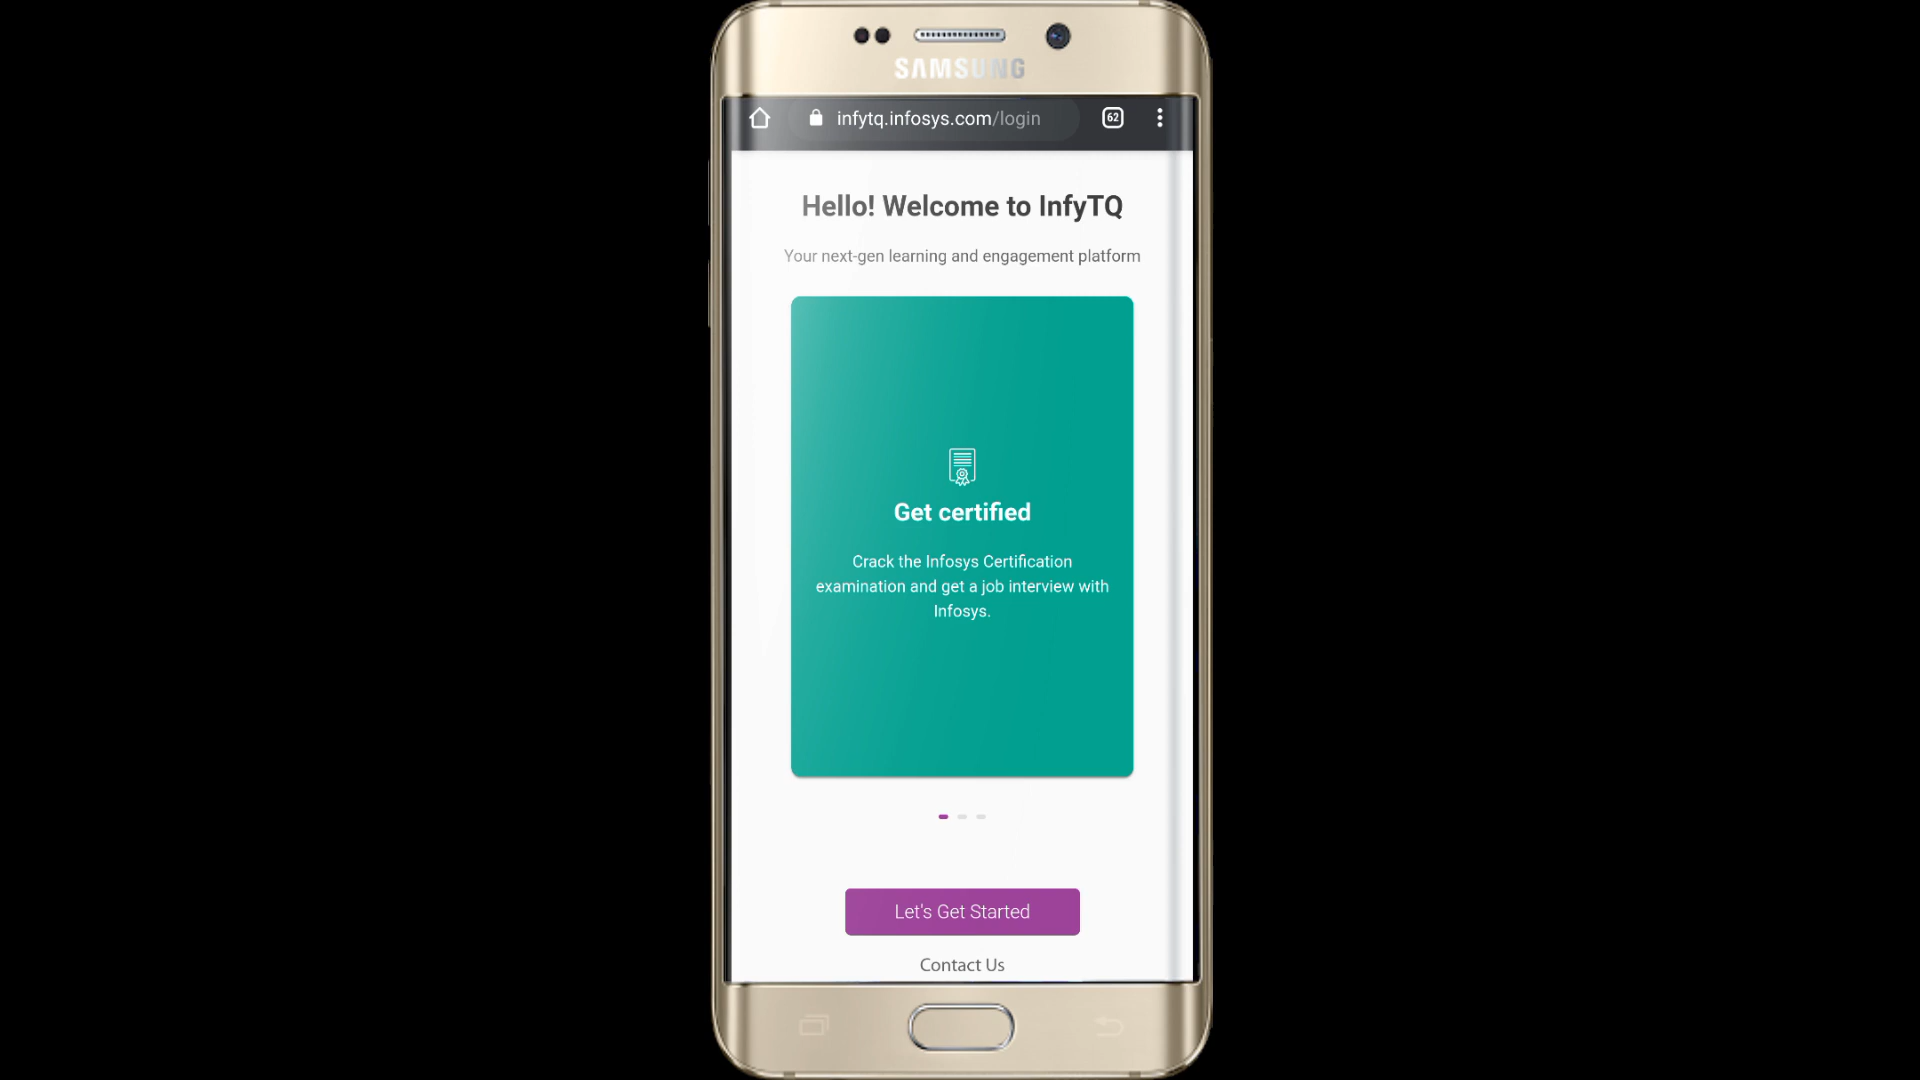 SAMSUNG
infytq.infosys.com/login
62
Hello! Welcome to InfyTQ
Your next-gen learning and engagement platform
Get certified
Crack the Infosys Certification
examination and get a job interview with
Infosys.
Let's Get Started
Contact Us